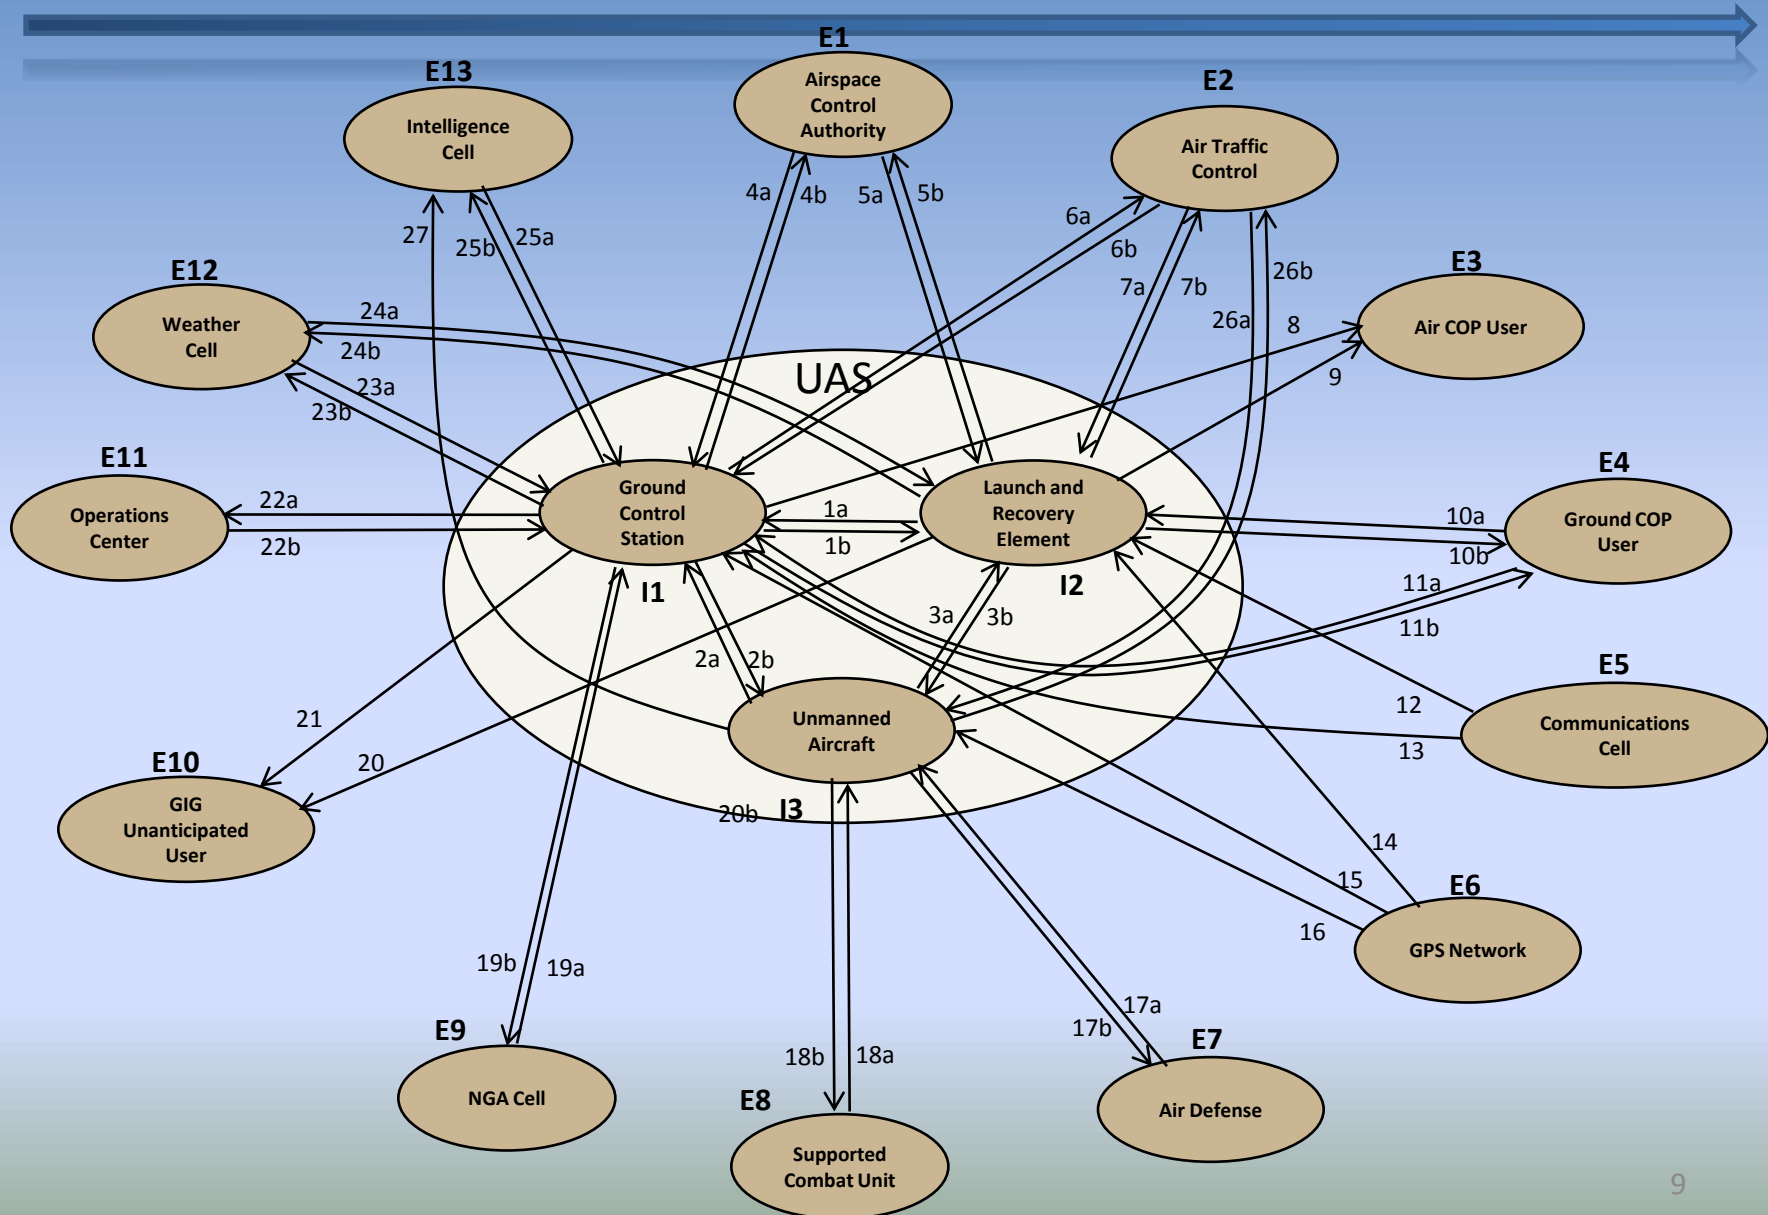 E1
E13
E2
Airspace
Control
Authority
Intelligence
Cell
Air Traffic
Control
4a
4b
5a
5b
6a
6b
27
25b
25a
E12
E3
7a
7b
26b
26a
8
Weather
Cell
24a
24b
Air COP User
9
UAS
23a
23b
E11
E4
22a
22b
Operations
Center
Ground
Control
Station
1a
1b
Launch and
Recovery
Element
10a
10b
Ground COP
User
I1
I2
11a
11b
3a
3b
2a
2b
E5
12
13
Communications
Cell
Unmanned
Aircraft
21
20
E10
GIG
Unanticipated
User
20b
I3
14
15
16
E6
GPS Network
19b
19a
17a
17b
E9
E7
18b
18a
NGA Cell
E8
Air Defense
Supported
Combat Unit
9